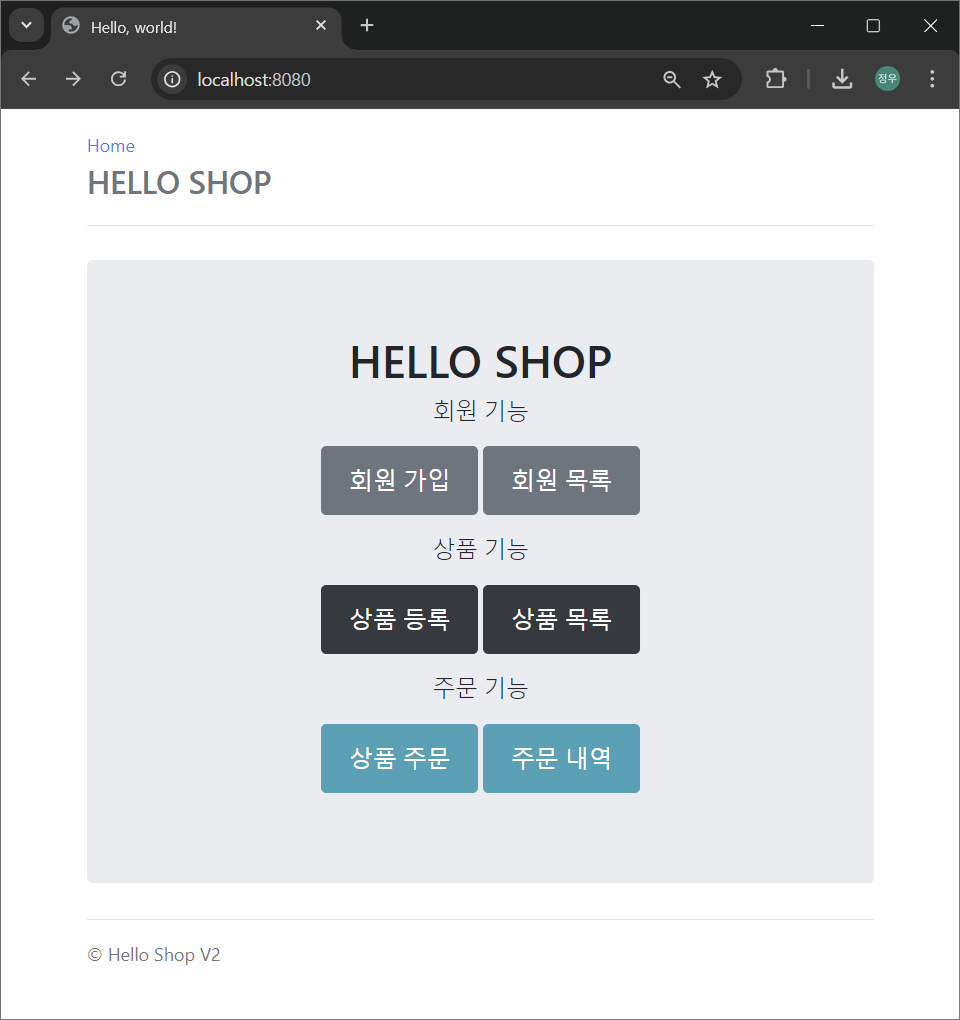 Hello, world!
localhost:8080
정우
Home
HELLO SHOP
HELLO SHOP
회원 기능
회원 가입 회원 목록
상품 기능
상품 등록 상품 목록
주문 기능
상품 주문 주문 내역
© Hello Shop V2